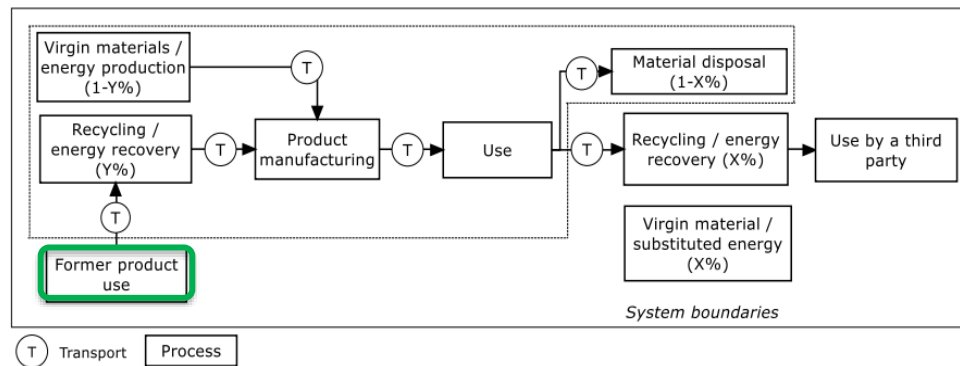 Virgin materials /
energy production
(1-Y%)
T
Material disposal
(1-X%)
T
Recycling /
energy recovery
(Y%)
T
Product
manufacturing
T
Use
T
Recycling / energy
recovery (X%)
Use by a third
party
T
Former product
use
Virgin material /
substituted energy
(X%)
System boundaries
T Transport
Process